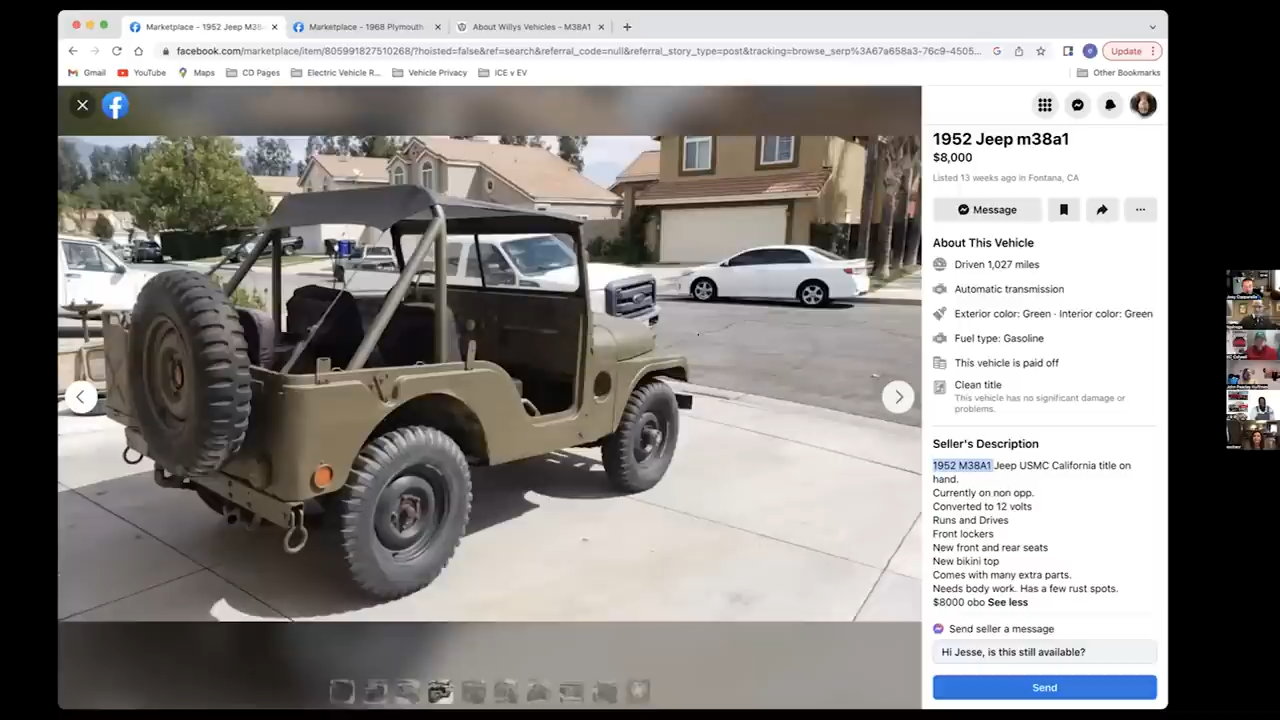 Marketplace - 1952 Jeep M38
Marketplace - 1968 Plymouth
About Willys Vehicles - M38A1
facebook.com/marketplace/item/805991827510268/?hoisted=false&ref=search&referral_code=null&referral_story_type=post&tracking=browse_serp%3A67a658a3-76c9-4505...
Update
Gmail
YouTube
Maps
CD Pages
Electric Vehicle R...
Vehicle Privacy
ICE v EV
Other Bookmarks
1952 Jeep m38a1
$8,000
Listed 13 weeks ago in Fontana, CA
Message
About This Vehicle
Driven 1,027 miles
Automatic transmission
Exterior color: Green · Interior color: Green
Fuel type: Gasoline
This vehicle is paid off
Clean title
This vehicle has no significant damage or
problems.
Seller's Description
1952 M38A1 Jeep USMC California title on
hand.
Currently on non opp.
Converted to 12 volts
Runs and Drives
Front lockers
New front and rear seats
New bikini top
Comes with many extra parts.
Needs body work. Has a few rust spots.
$8000 obo See less
Send seller a message
Hi Jesse, is this still available?
Send